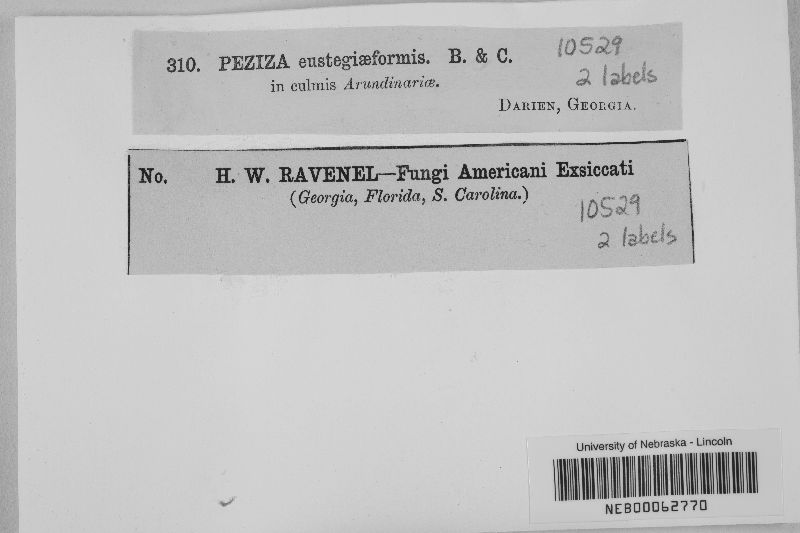 310. PEZIZA eustegiæformis. B. & C.
in culmis Arundinariæ.
DARIEN, GEORGIA.
10529
2 labels
No. H. W. RAVENEL—Fungi Americani Exsiccati
(Georgia, Florida, S. Carolina.)
10529
2 labels
University of Nebraska - Lincoln
NEB00062770